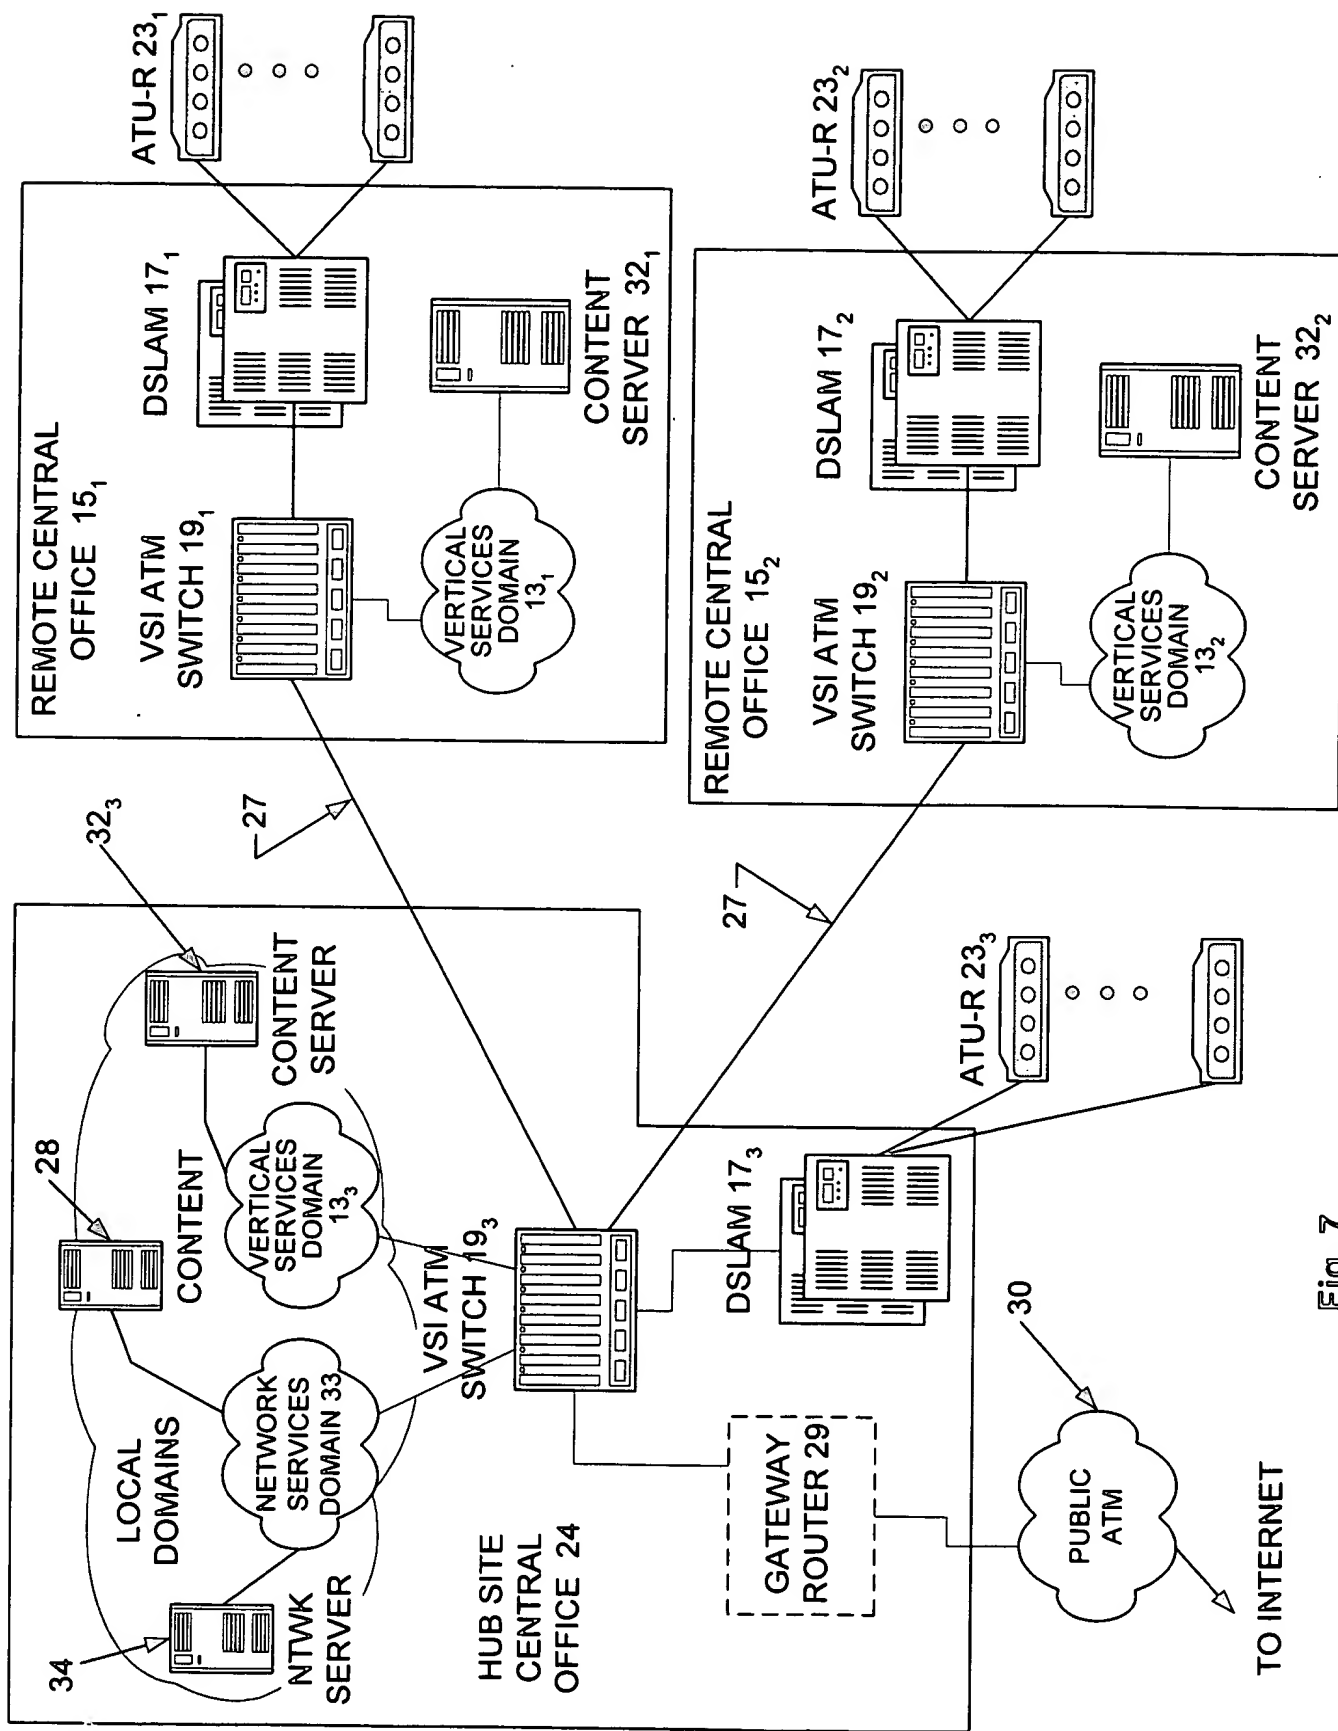 LOCAL
DOMAINS
34
NTWK
SERVER
28
CONTENT
32₃
CONTENT
SERVER
NETWORK
SERVICES
DOMAIN 33
VERTICAL
SERVICES
DOMAIN
13₃
VSI ATM
SWITCH 19₃
HUB SITE
CENTRAL
OFFICE 24
GATEWAY
ROUTER 29
DSLAM 17₃
ATU-R 23₃
PUBLIC
ATM
30
TO INTERNET
27
27
REMOTE CENTRAL
OFFICE 15₁
VSI ATM
SWITCH 19₁
DSLAM 17₁
ATU-R 23₁
VERTICAL
SERVICES
DOMAIN
13₁
CONTENT
SERVER 32₁
REMOTE CENTRAL
OFFICE 15₂
VSI ATM
SWITCH 19₂
DSLAM 17₂
ATU-R 23₂
VERTICAL
SERVICES
DOMAIN
13₂
CONTENT
SERVER 32₂
Fig. 7